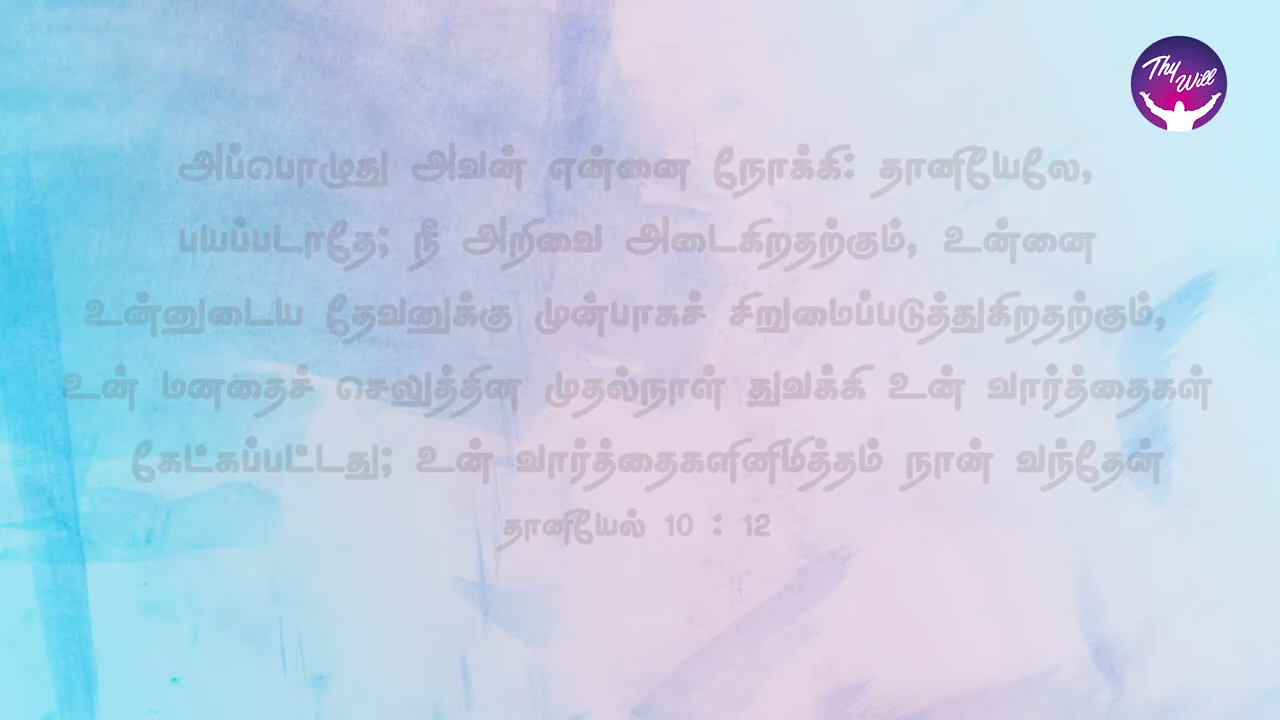 Thy Will
அப்பொழுது அவன் என்னை நோக்கி: தானியேலே,
பயப்படாதே; நீ அறிவை அடைகிறதற்கும், உன்னை
உன்னுடைய தேவனுக்கு முன்பாகச் சிறுமைப்படுத்துகிறதற்கும்,
உன் மனதைச் செலுத்தின முதல்நாள் துவக்கி உன் வார்த்தைகள்
கேட்கப்பட்டது; உன் வார்த்தைகளினிமித்தம் நான் வந்தேன்
தானியேல் 10 : 12